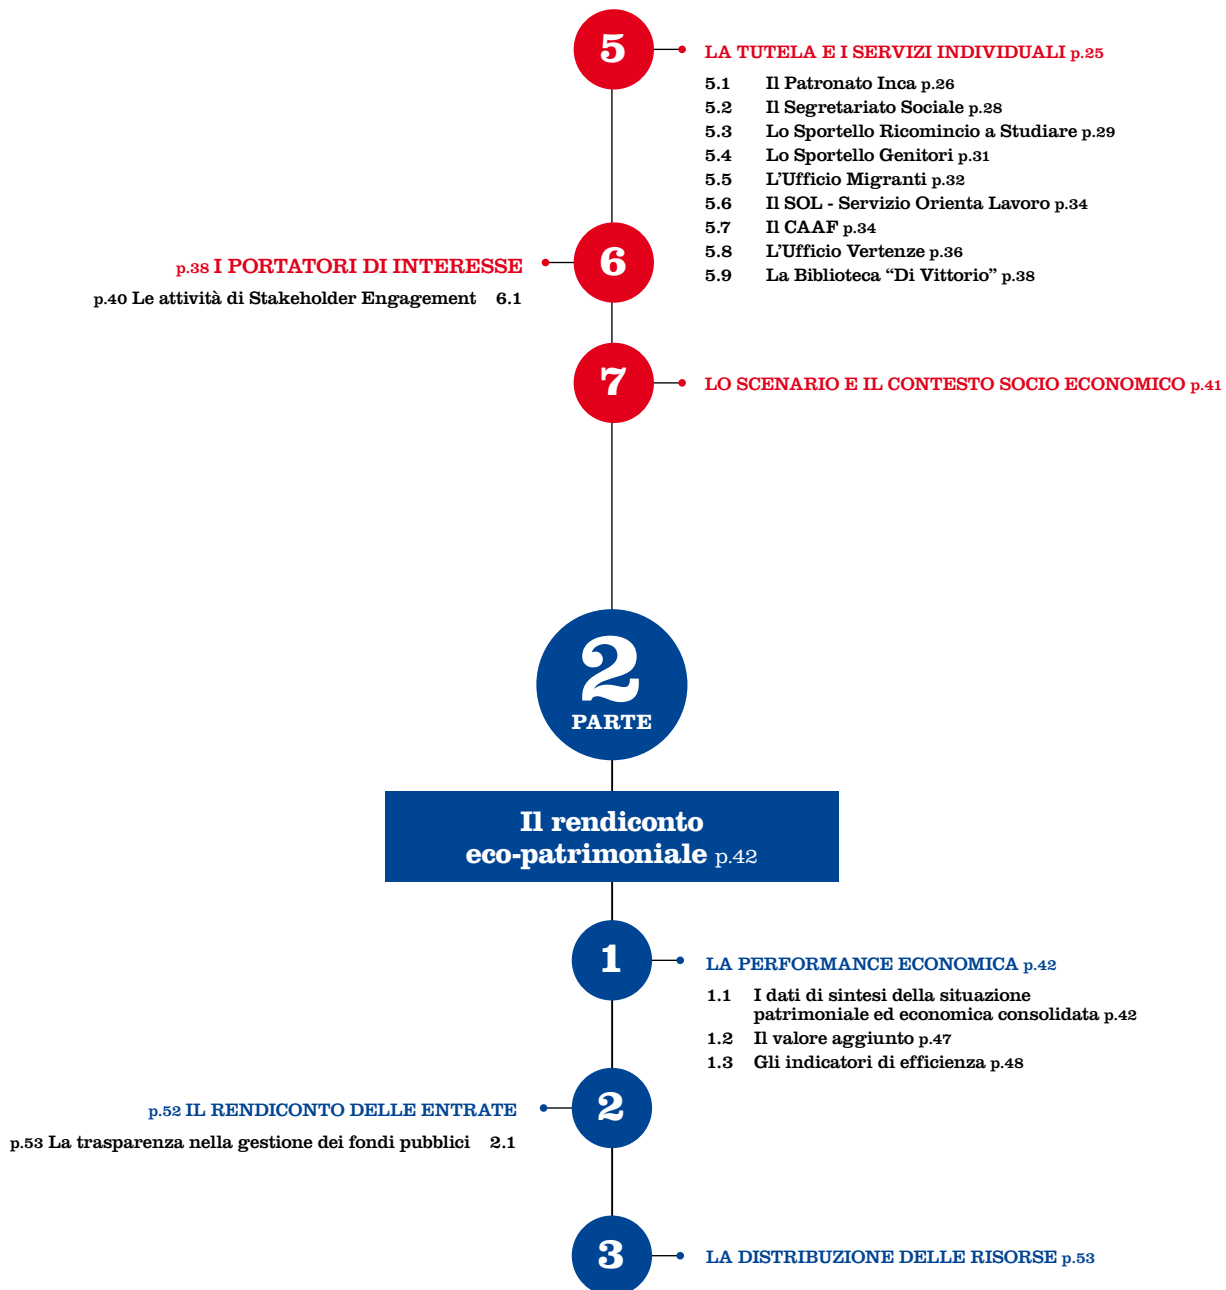 5
LA TUTELA E I SERVIZI INDIVIDUALI p.25
5.1 Il Patronato Inca p.26
5.2 Il Segretariato Sociale p.28
5.3 Lo Sportello Ricomincio a Studiare p.29
5.4 Lo Sportello Genitori p.31
5.5 L'Ufficio Migranti p.32
5.6 Il SOL - Servizio Orienta Lavoro p.34
5.7 Il CAAF p.34
5.8 L'Ufficio Vertenze p.36
5.9 La Biblioteca “Di Vittorio” p.38
6
p.38 I PORTATORI DI INTERESSE
p.40 Le attività di Stakeholder Engagement 6.1
7
LO SCENARIO E IL CONTESTO SOCIO ECONOMICO p.41
2
PARTE
Il rendiconto
eco-patrimoniale p.42
1
LA PERFORMANCE ECONOMICA p.42
1.1 I dati di sintesi della situazione
patrimoniale ed economica consolidata p.42
1.2 Il valore aggiunto p.47
1.3 Gli indicatori di efficienza p.48
2
p.52 IL RENDICONTO DELLE ENTRATE
p.53 La trasparenza nella gestione dei fondi pubblici 2.1
3
LA DISTRIBUZIONE DELLE RISORSE p.53